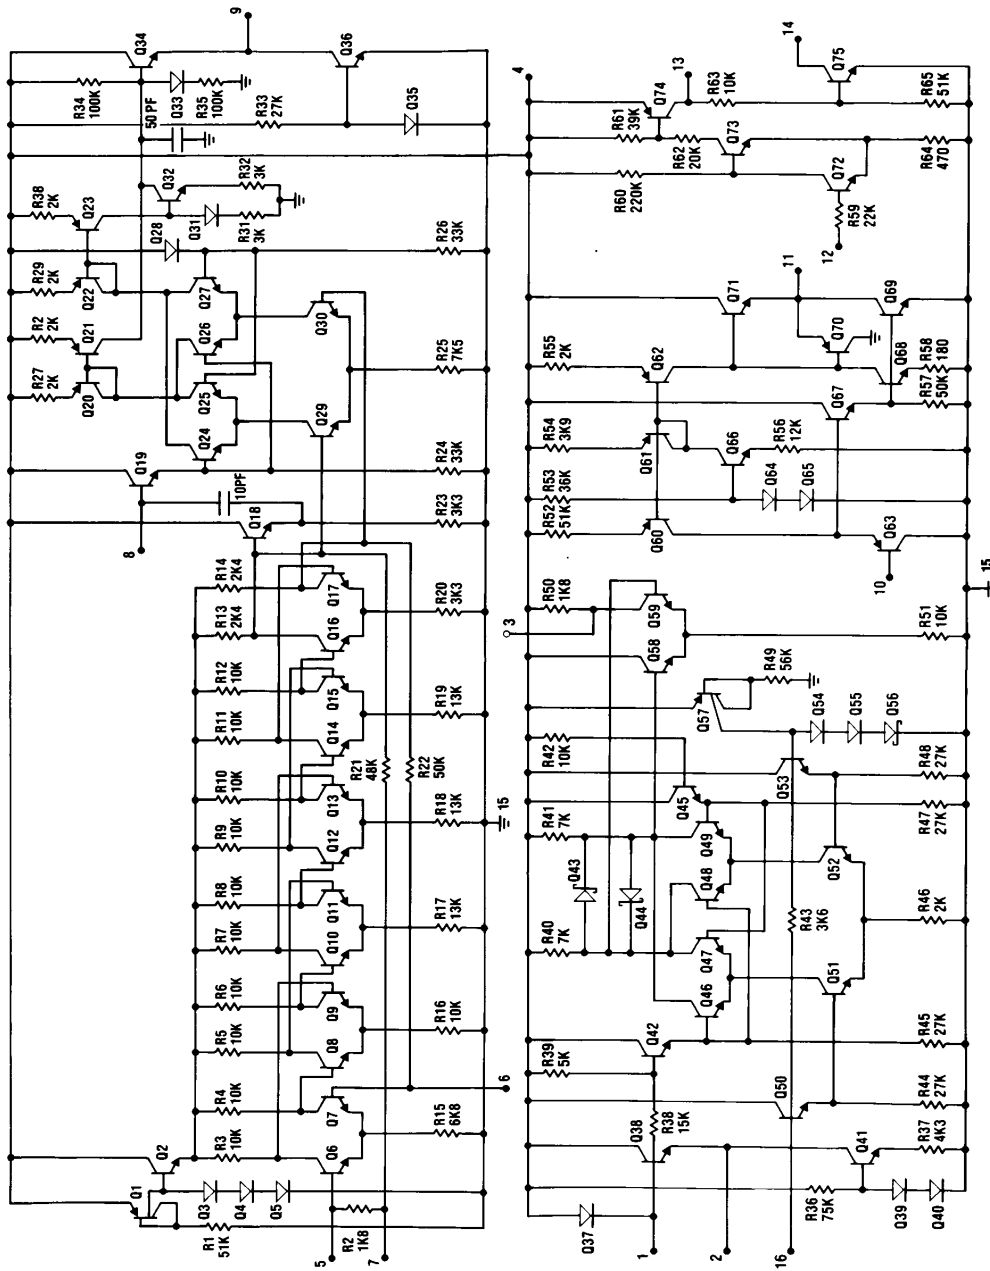 Q1
R1
51K
Q2
Q3
Q4
Q5
5
7
R2
1K8
R3
10K
R4
10K
Q6
Q7
R15
6K8
6
R5
10K
R6
10K
Q8
Q9
R16
10K
R7
10K
R8
10K
Q10
Q11
R17
13K
R9
10K
R10
10K
Q12
Q13
R18
13K
15
R21
48K
R22
50K
R11
10K
R12
10K
Q14
Q15
R19
13K
R13
2K4
R14
2K4
Q16
Q17
R20
3K3
8
10PF
Q18
R23
3K3
Q19
R24
33K
R27
2K
R2
2K
R29
2K
R38
2K
Q20
Q21
Q22
Q23
Q24
Q25
Q26
Q27
Q28
Q29
Q30
R25
7K5
R26
33K
Q31
R31
3K
Q32
R32
3K
R34
100K
50 PF
Q33
R35
100K
R33
27K
Q34
Q35
Q36
9
1
2
16
Q37
R36
75K
Q38
Q39
Q40
Q41
R37
4K3
R38
15K
R39
5K
Q42
Q50
R44
27K
R45
27K
R40
7K
R41
7K
R42
10K
Q43
Q44
Q45
Q46
Q47
Q48
Q49
R43
3K6
Q51
Q52
R46
2K
R47
27K
R48
27K
Q53
Q54
Q55
Q56
Q57
R49
56K
3
R50
1K8
Q58
Q59
R51
10K
10
R52
51K
R53
36K
R54
3K9
R55
2K
Q60
Q61
Q62
Q63
Q64
Q65
Q66
R56
12K
Q67
Q68
Q69
Q70
Q71
R57
50K
R58
180
15
11
12
R59
22K
R60
220K
R61
39K
R62
20K
Q72
Q73
Q74
R63
10K
R64
470
R65
51K
Q75
4
13
14